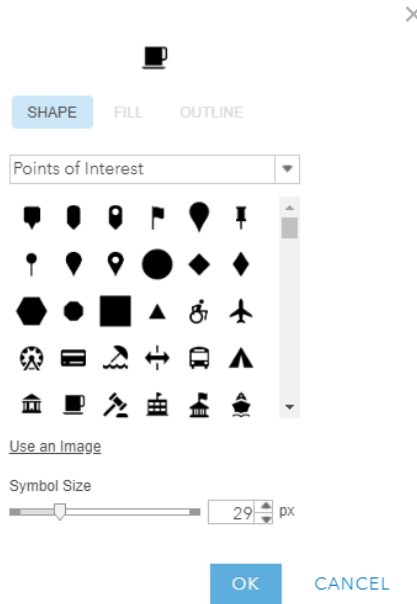 SHAPE FILL OUTLINE
Points of Interest
Use an Image
Symbol Size
29 px
OK CANCEL